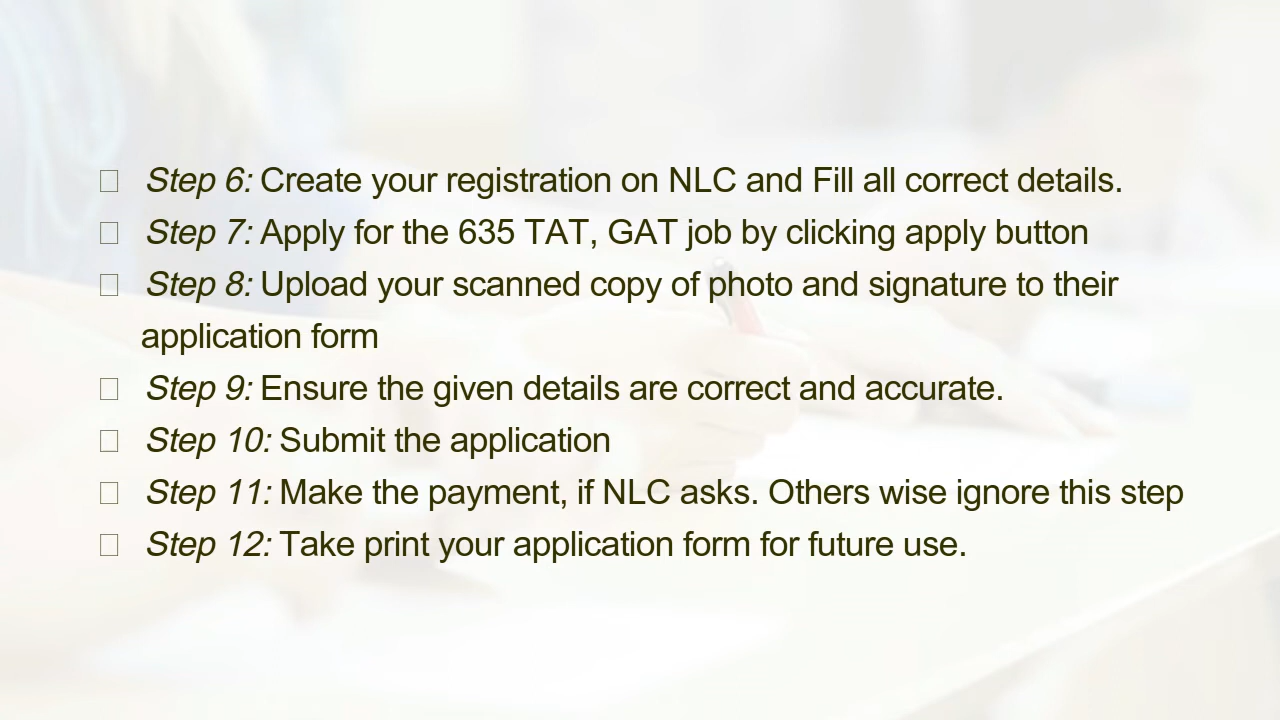 Step 6: Create your registration on NLC and Fill all correct details.
Step 7: Apply for the 635 TAT, GAT job by clicking apply button
Step 8: Upload your scanned copy of photo and signature to their
application form
Step 9: Ensure the given details are correct and accurate.
Step 10: Submit the application
Step 11: Make the payment, if NLC asks. Others wise ignore this step
Step 12: Take print your application form for future use.